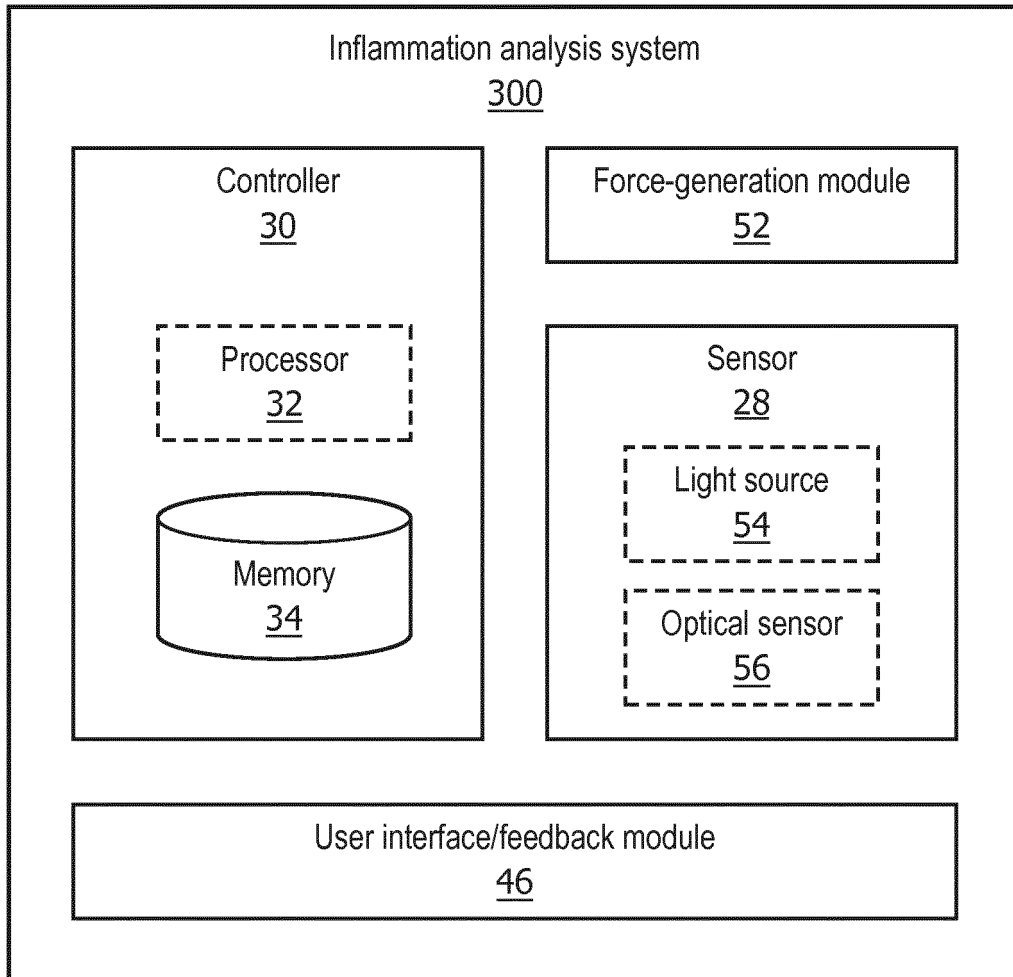 Inflammation analysis system
300
Controller
30
Processor
32
Memory
34
Force-generation module
52
Sensor
28
Light source
54
Optical sensor
56
User interface/feedback module
46